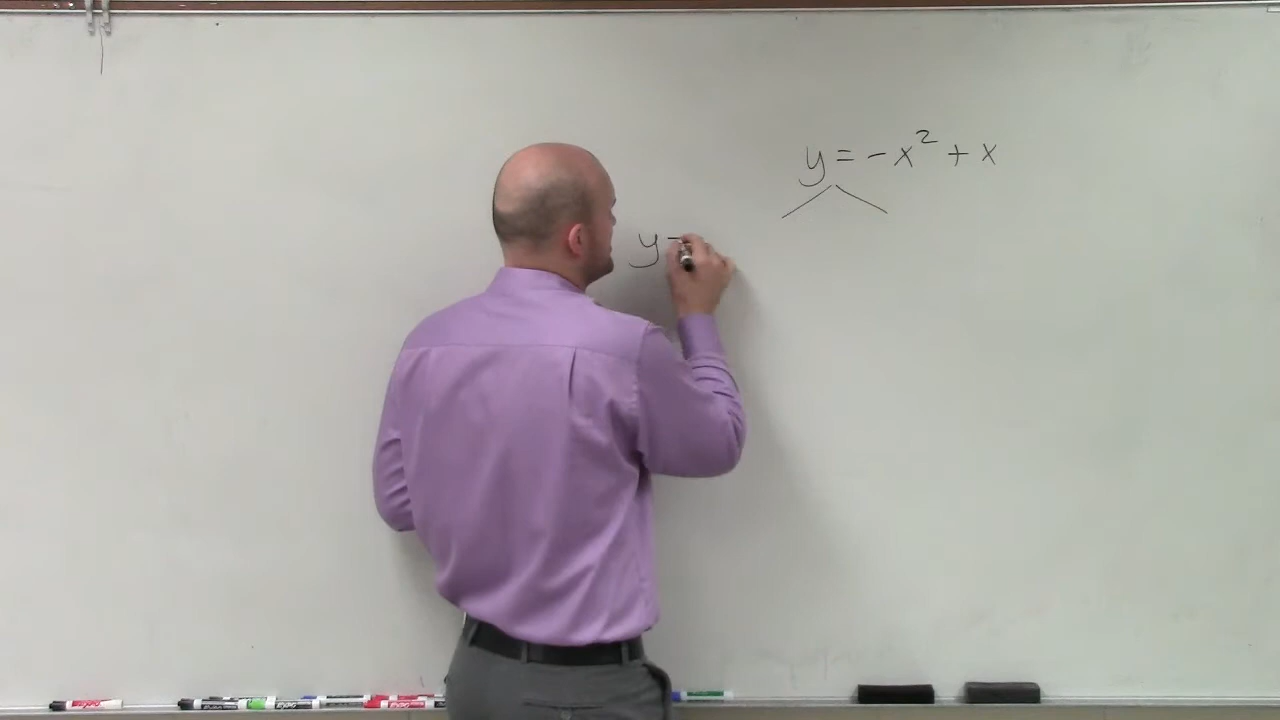 y = -x² + x
y =